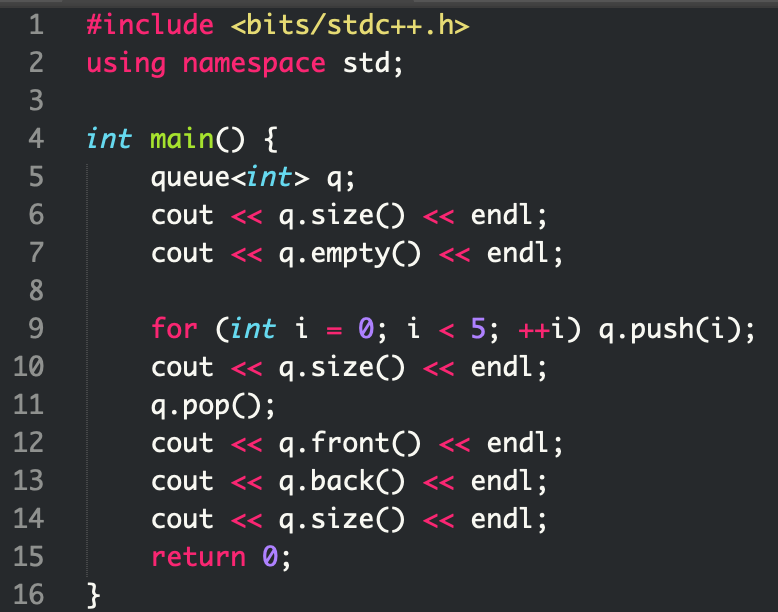 1 #include <bits/stdc++.h>
2 using namespace std;
3
4 int main() {
5     queue<int> q;
6     cout << q.size() << endl;
7     cout << q.empty() << endl;
8
9     for (int i = 0; i < 5; ++i) q.push(i);
10     cout << q.size() << endl;
11     q.pop();
12     cout << q.front() << endl;
13     cout << q.back() << endl;
14     cout << q.size() << endl;
15     return 0;
16 }